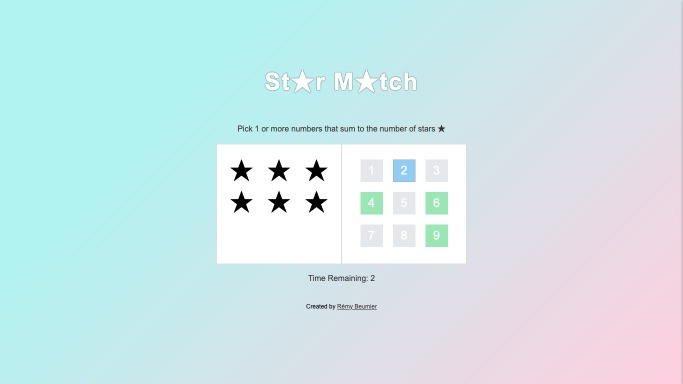 St★r M★tch
Pick 1 or more numbers that sum to the number of stars ★
1 2 3
4 5 6
7 8 9
Time Remaining: 2
Created by Rémy Beumier